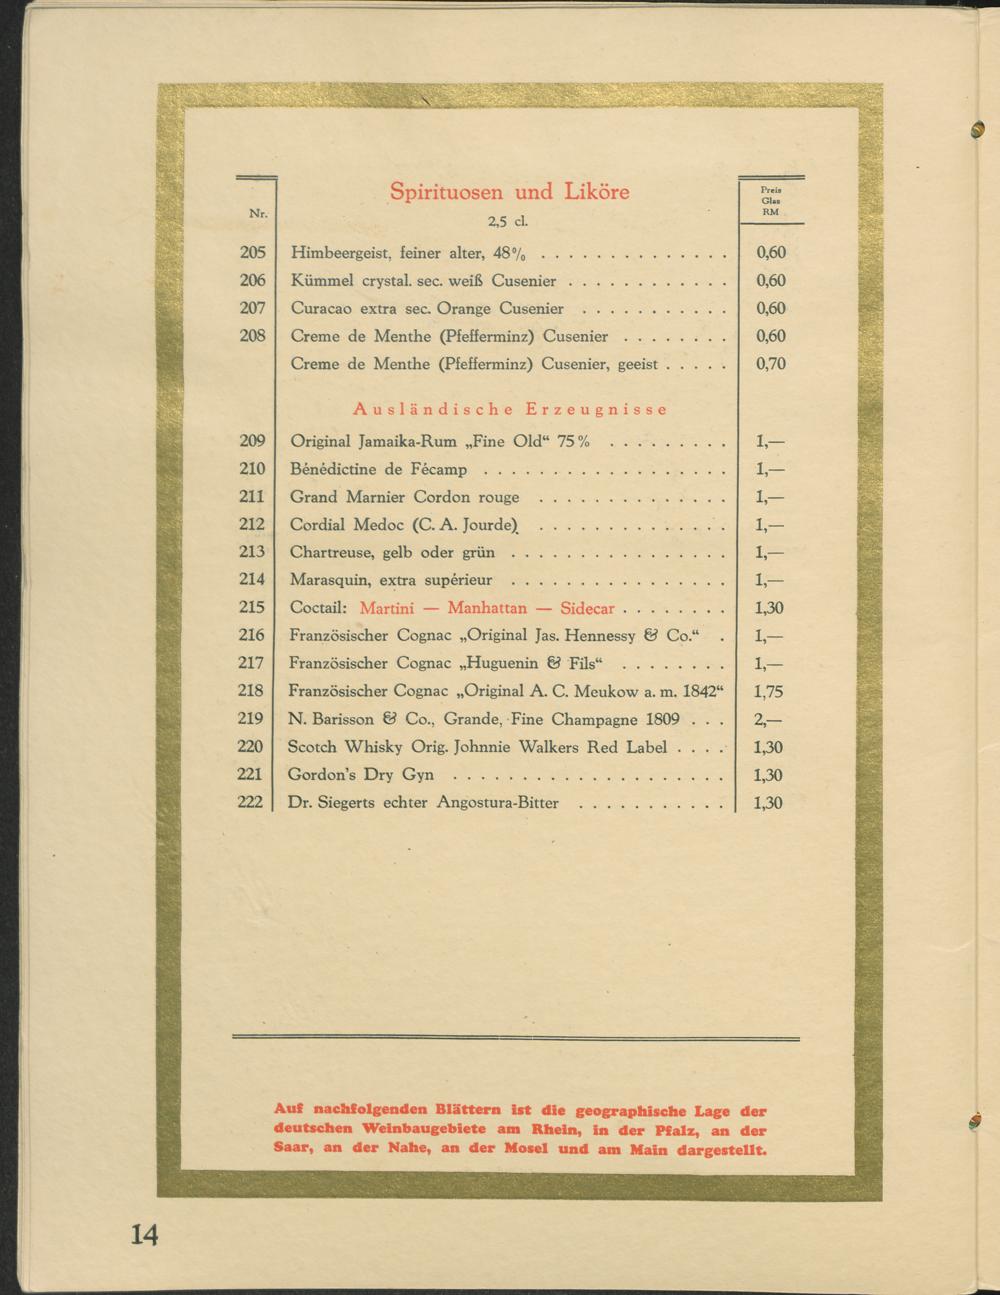 Spirituosen und Liköre
2,5 cl.
Nr.
Preis
Glas
RM
205 Himbeergeist, feiner alter, 48% . . . . . . . . . . . . . . 0,60
206 Kümmel crystal. sec. weiß Cusenier . . . . . . . . . . . . 0,60
207 Curacao extra sec. Orange Cusenier . . . . . . . . . . . 0,60
208 Creme de Menthe (Pfefferminz) Cusenier . . . . . . . . 0,60
Creme de Menthe (Pfefferminz) Cusenier, geeist . . . . . 0,70
Ausländische Erzeugnisse
209 Original Jamaika-Rum „Fine Old“ 75% . . . . . . . . . 1,—
210 Bénédictine de Fécamp . . . . . . . . . . . . . . . . . . 1,—
211 Grand Marnier Cordon rouge . . . . . . . . . . . . . . 1,—
212 Cordial Medoc (C. A. Jourde) . . . . . . . . . . . . . . 1,—
213 Chartreuse, gelb oder grün . . . . . . . . . . . . . . . . 1,—
214 Marasquin, extra supérieur . . . . . . . . . . . . . . . . 1,—
215 Coctail: Martini — Manhattan — Sidecar . . . . . . . . 1,30
216 Französischer Cognac „Original Jas. Hennessy & Co.“ . 1,—
217 Französischer Cognac „Huguenin & Fils“ . . . . . . . . 1,—
218 Französischer Cognac „Original A. C. Meukow a. m. 1842“ 1,75
219 N. Barisson & Co., Grande, Fine Champagne 1809 . . . 2,—
220 Scotch Whisky Orig. Johnnie Walkers Red Label . . . . 1,30
221 Gordon's Dry Gyn . . . . . . . . . . . . . . . . . . . . 1,30
222 Dr. Siegerts echter Angostura-Bitter . . . . . . . . . . . 1,30
Auf nachfolgenden Blättern ist die geographische Lage der
deutschen Weinbaugebiete am Rhein, in der Pfalz, an der
Saar, an der Nahe, an der Mosel und am Main dargestellt.
14